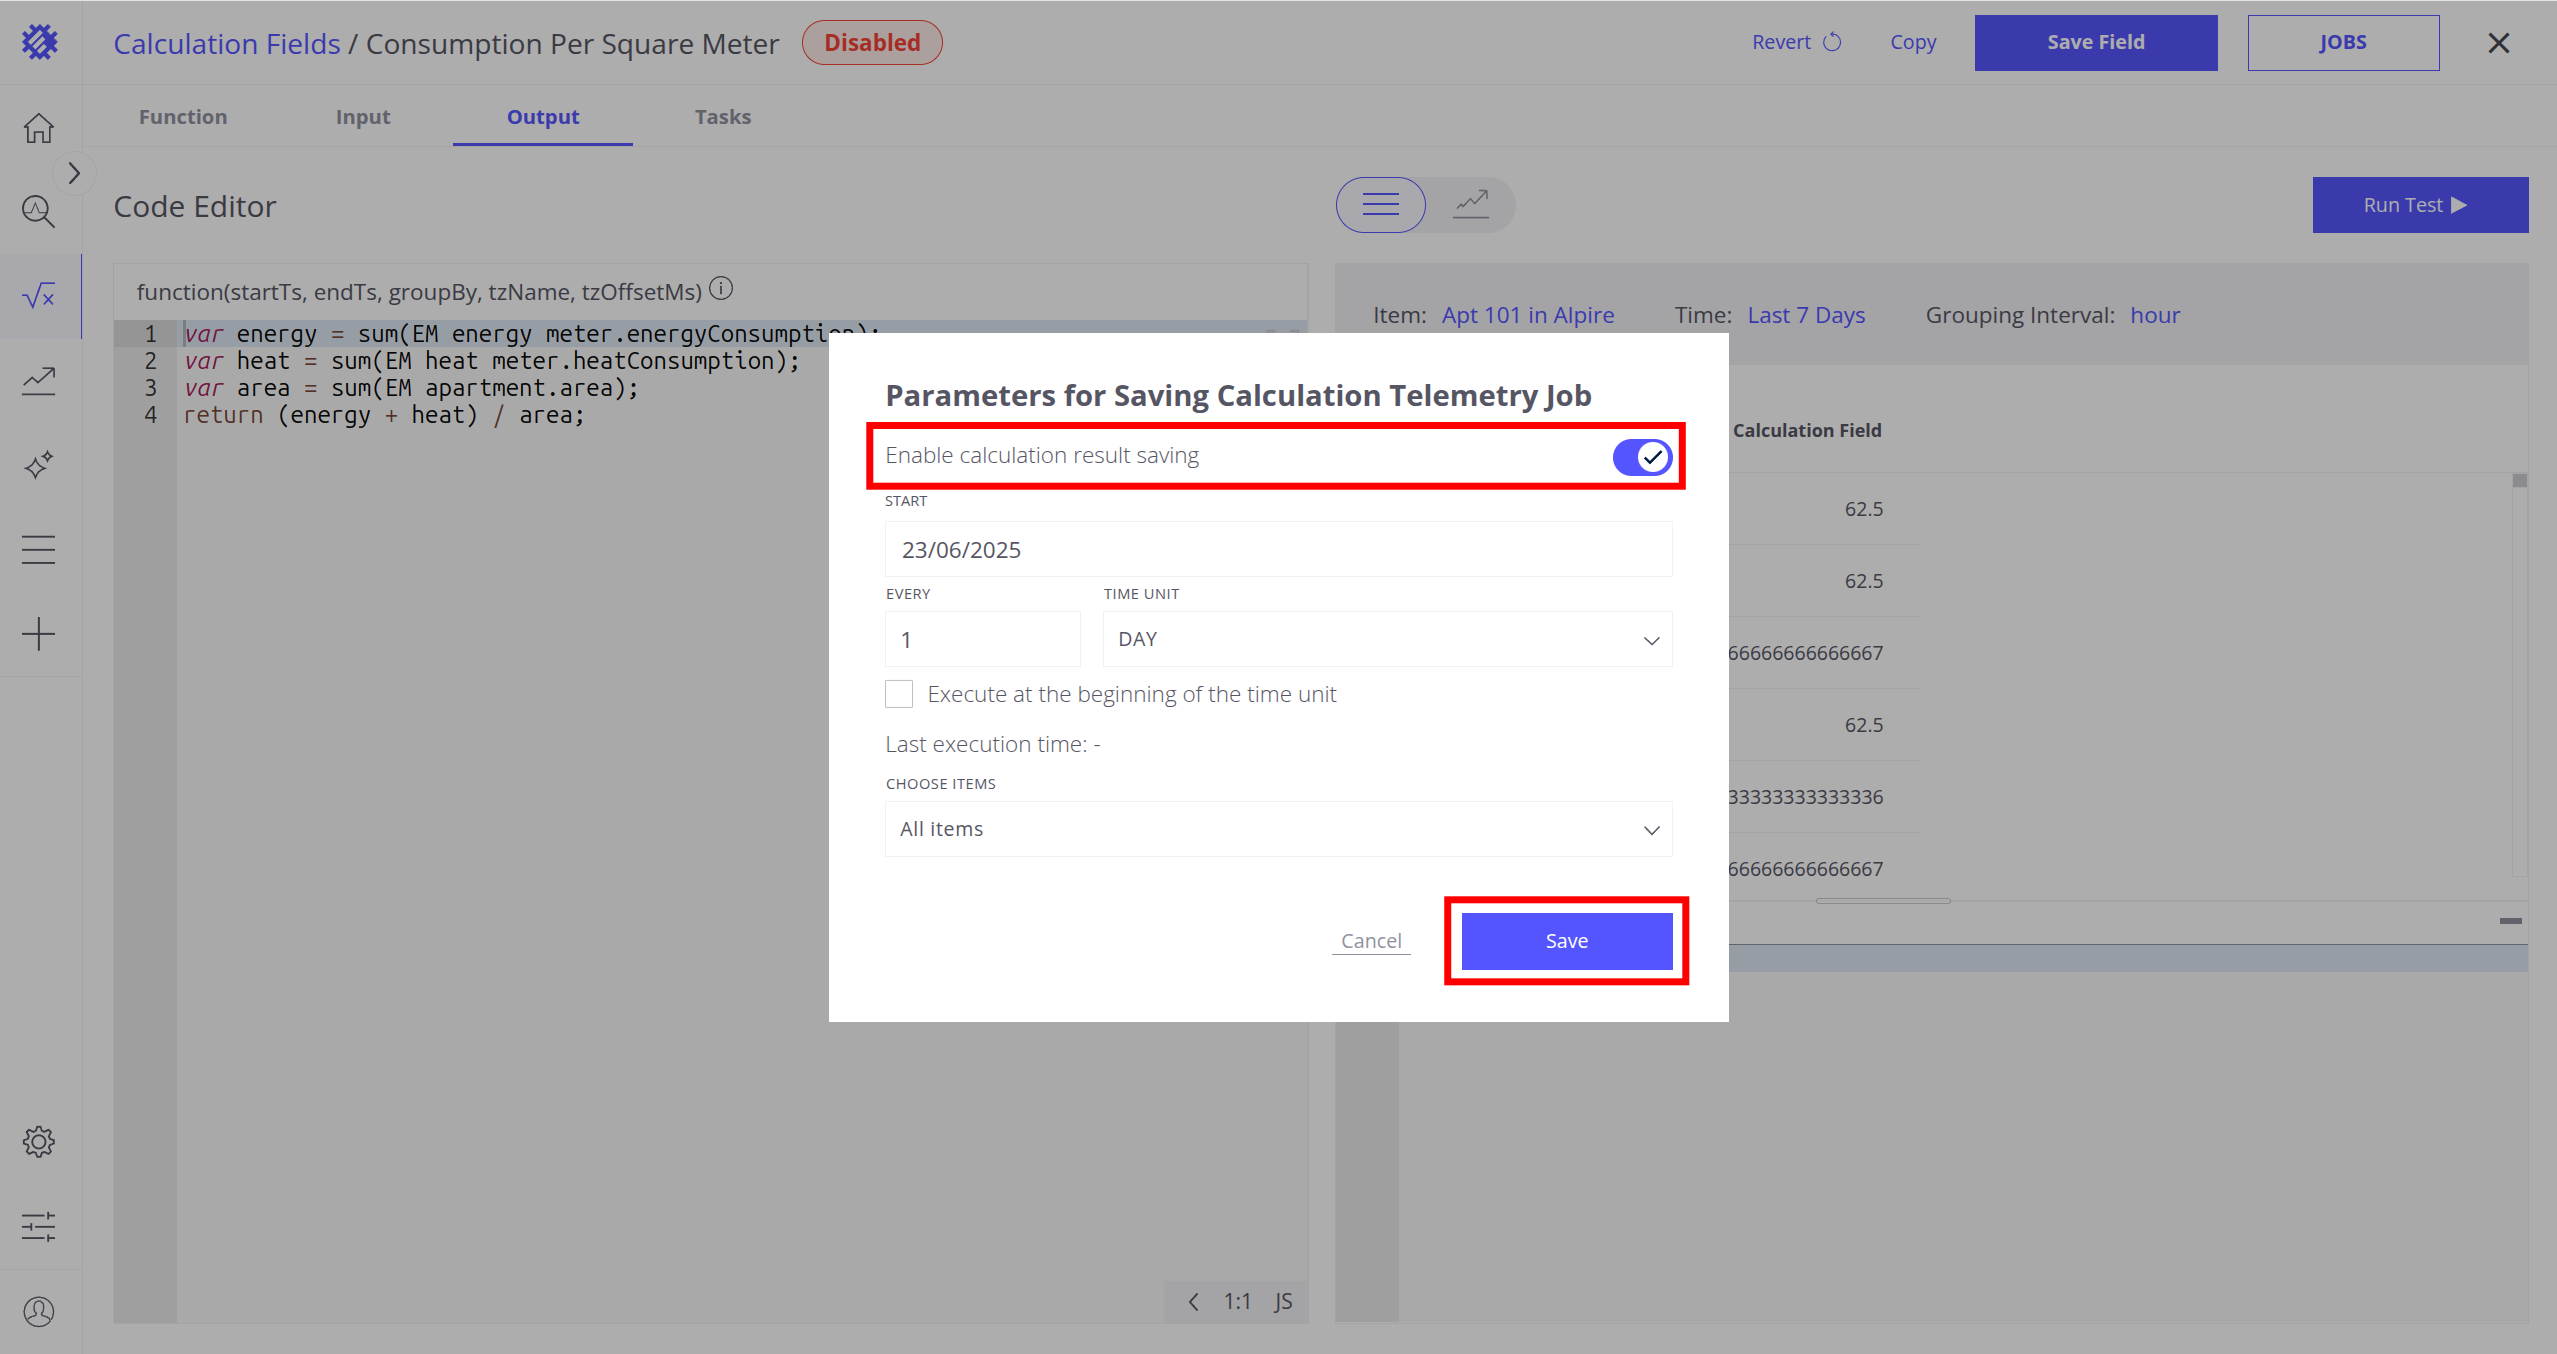 Calculation Fields / Consumption Per Square Meter
Disabled
Revert
Copy
Save Field
JOBS
Function
Input
Output
Tasks
Code Editor
Run Test
function(startTs, endTs, groupBy, tzName, tzOffsetMs)
1 var energy = sum(EM energy meter.energyConsumption);
2 var heat = sum(EM heat meter.heatConsumption);
3 var area = sum(EM apartment.area);
4 return (energy + heat) / area;
1:1 JS
Item: Apt 101 in Alpire
Time: Last 7 Days
Grouping Interval: hour
Calculation Field
62.5
62.5
66666666666667
62.5
33333333333336
66666666666667
Parameters for Saving Calculation Telemetry Job
Enable calculation result saving
START
23/06/2025
EVERY
TIME UNIT
1
DAY
Execute at the beginning of the time unit
Last execution time: -
CHOOSE ITEMS
All items
Cancel
Save